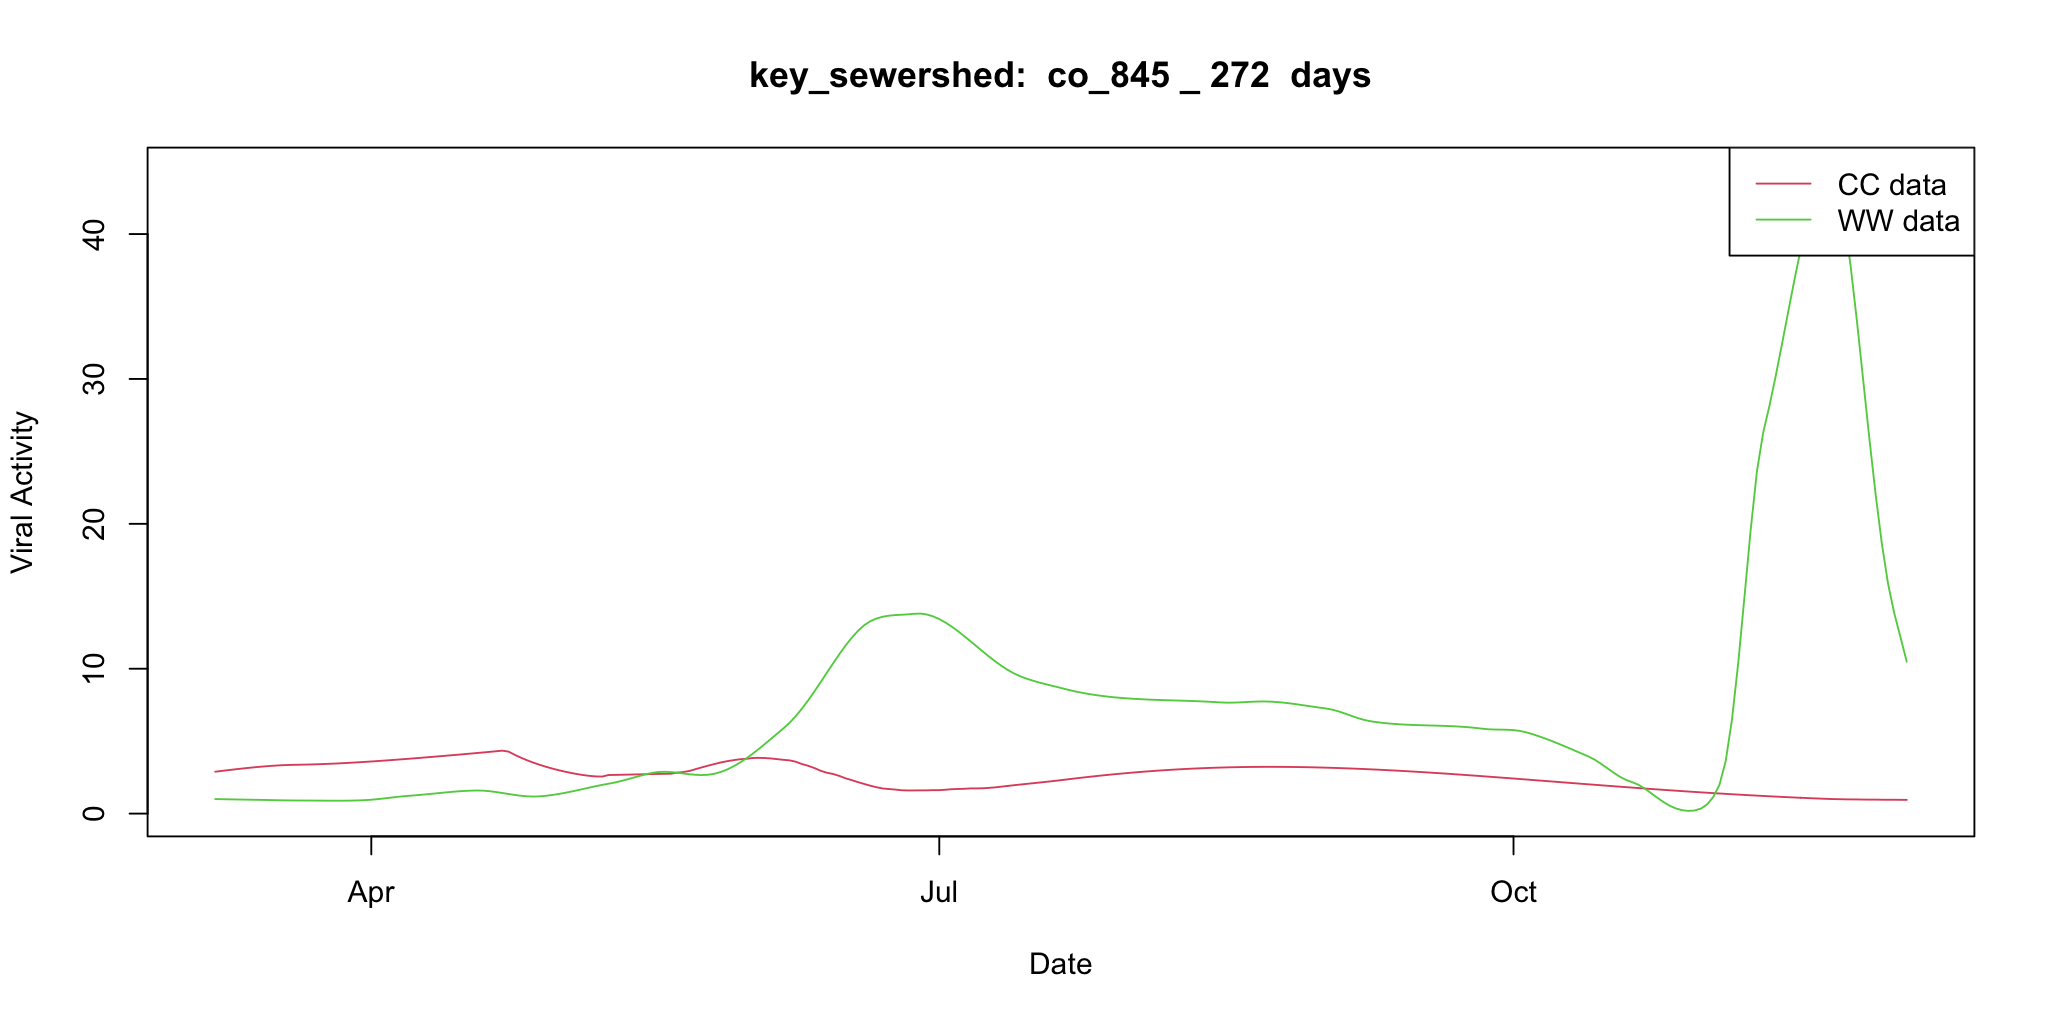 key_sewershed:  co_845 _ 272  days
CC data
WW data
Viral Activity
40
30
20
10
0
Apr
Jul
Oct
Date